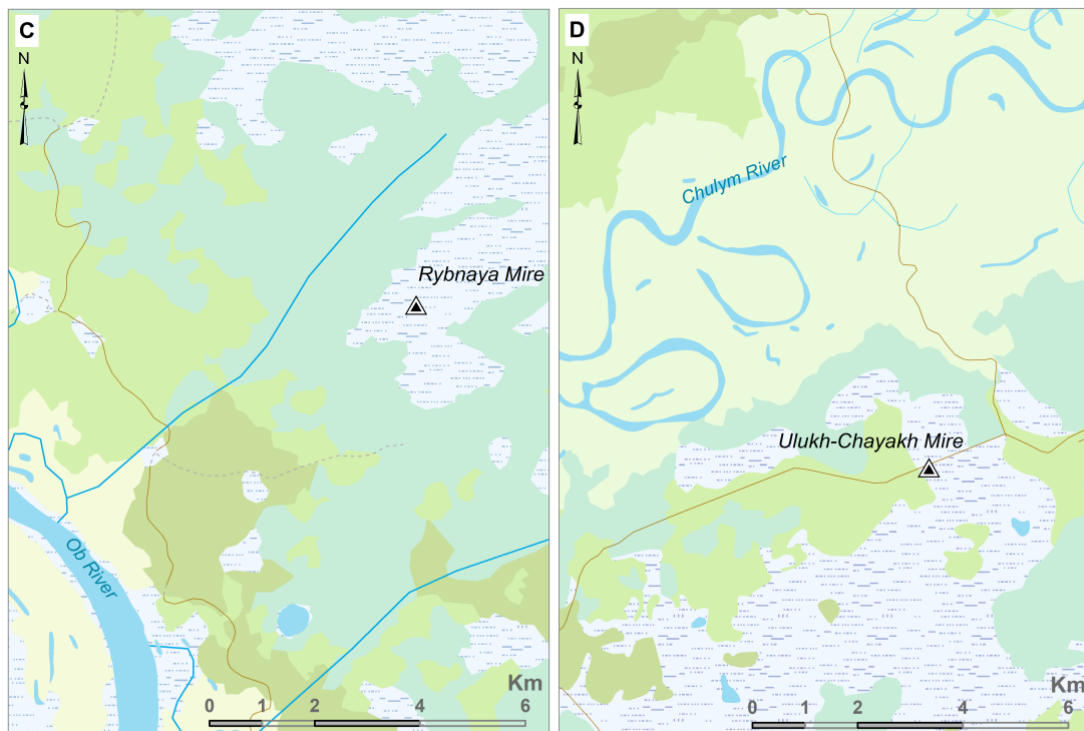 C
N
Rybnaya Mire
Ob River
Km
0 1 2 4 6
D
N
Chulym River
Ulukh-Chayakh Mire
Km
0 1 2 4 6